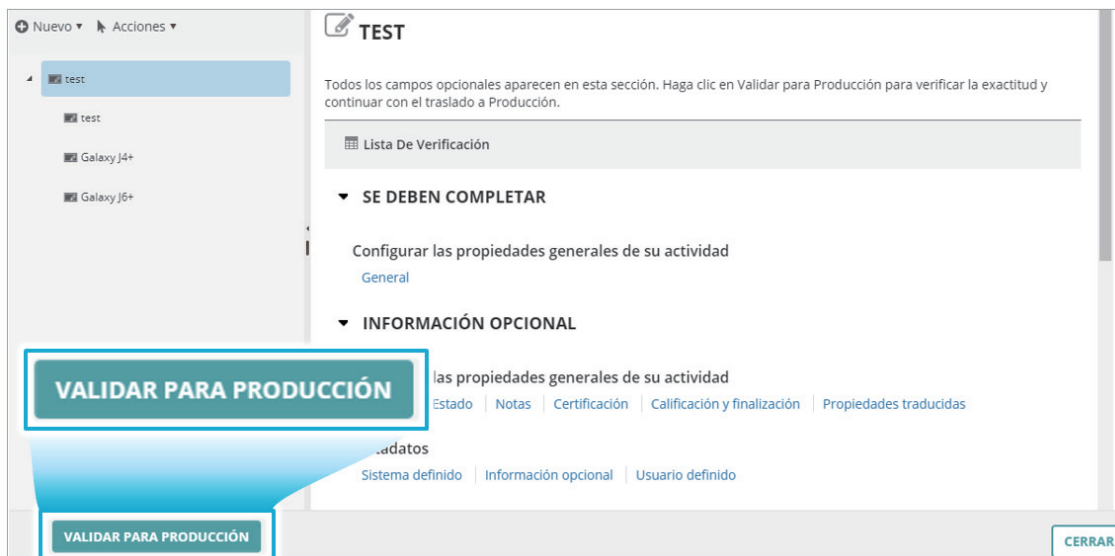 Nuevo Acciones
test
test
Galaxy J4+
Galaxy J6+
TEST
Todos los campos opcionales aparecen en esta sección. Haga clic en Validar para Producción para verificar la exactitud y
continuar con el traslado a Producción.
Lista De Verificación
SE DEBEN COMPLETAR
Configurar las propiedades generales de su actividad
General
INFORMACIÓN OPCIONAL
las propiedades generales de su actividad
Estado Notas Certificación Calificación y finalización Propiedades traducidas
Sistema definido Información opcional Usuario definido
VALIDAR PARA PRODUCCIÓN
VALIDAR PARA PRODUCCIÓN
CERRAR